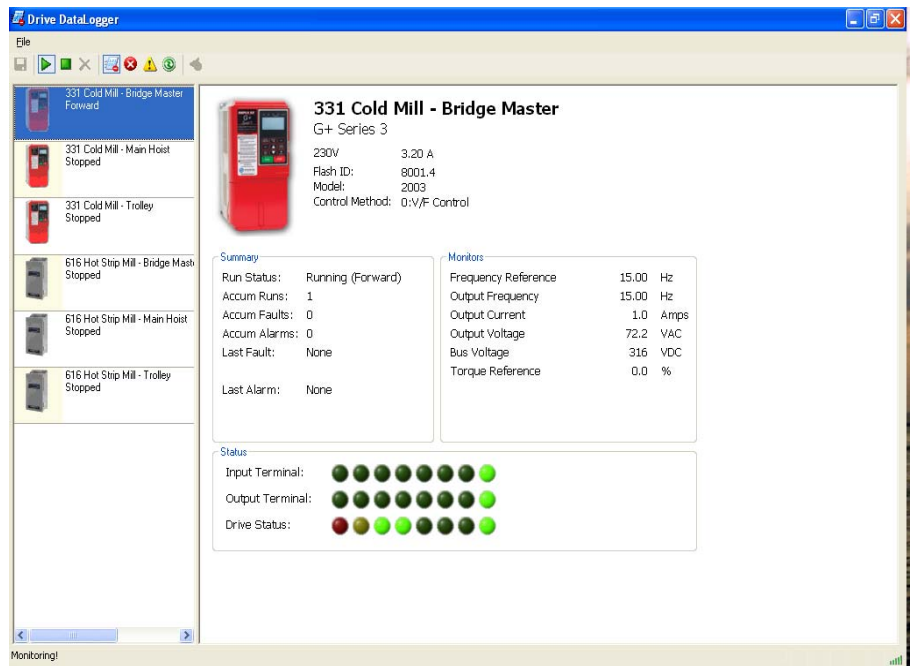 Drive DataLogger
File
331 Cold Mill - Bridge Master
Forward
331 Cold Mill - Main Hoist
Stopped
331 Cold Mill - Trolley
Stopped
616 Hot Strip Mill - Bridge Mast
Stopped
616 Hot Strip Mill - Main Hoist
Stopped
616 Hot Strip Mill - Trolley
Stopped
331 Cold Mill - Bridge Master
G+ Series 3
230V 3.20 A
Flash ID: 8001.4
Model: 2003
Control Method: 0:V/F Control
Summary
Run Status: Running (Forward)
Accum Runs: 1
Accum Faults: 0
Accum Alarms: 0
Last Fault: None
Last Alarm: None
Monitors
Frequency Reference 15.00 Hz
Output Frequency 15.00 Hz
Output Current 1.0 Amps
Output Voltage 72.2 VAC
Bus Voltage 316 VDC
Torque Reference 0.0 %
Status
Input Terminal:
Output Terminal:
Drive Status:
Monitoring!